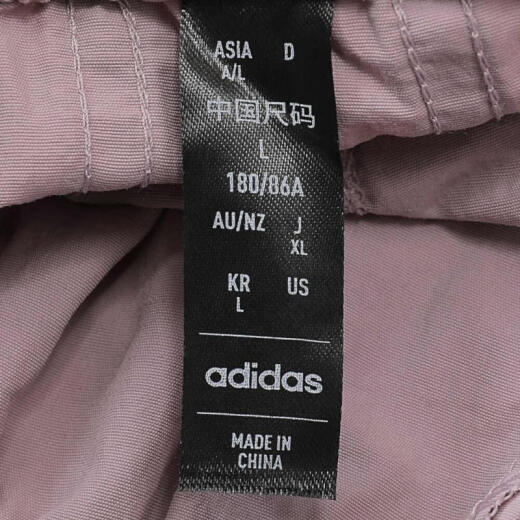 ASIA D
A/L
中国尺码
L
180/86A
AU/NZ J
XL
KR US
L
adidas
MADE IN
CHINA